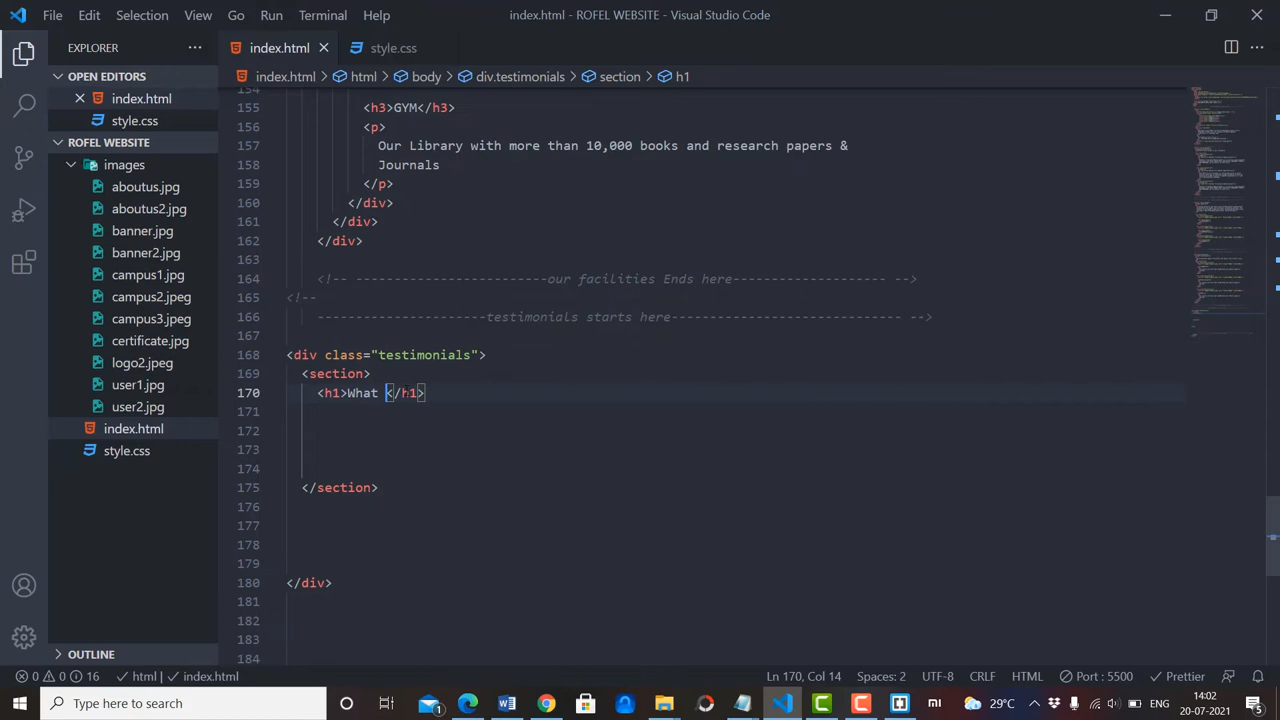 File Edit Selection View Go Run Terminal Help index.html - ROFEL WEBSITE - Visual Studio Code
EXPLORER
index.html style.css
OPEN EDITORS
index.html > html > body > div.testimonials > section > h1
index.html
style.css
ROFEL WEBSITE
images
aboutus.jpg
aboutus2.jpg
banner.jpg
banner2.jpg
campus1.jpg
campus2.jpg
campus3.jpeg
certificate.jpg
logo2.jpeg
user1.jpg
user2.jpg
index.html
style.css
OUTLINE
154
155 <h3>GYM</h3>
156 <p>
157 Our Library with more than 10,000 books and research papers &
158 Journals
159 </p>
160 </div>
161 </div>
162 </div>
163
164 <!--------------------------- our Facilities Ends here--------------------- -->
165 <!--
166 ----------------------testimonials starts here------------------------------ -->
167
168 <div class="testimonials">
169 <section>
170 <h1>What </h1>
171
172
173
174
175 </section>
176
177
178
179
180 </div>
181
182
183
184
0 0 16 html | index.html Ln 170, Col 14 Spaces: 2 UTF-8 CRLF HTML Port : 5500 Prettier
Type here to search 1 29°C ENG 14:02
20-07-2021